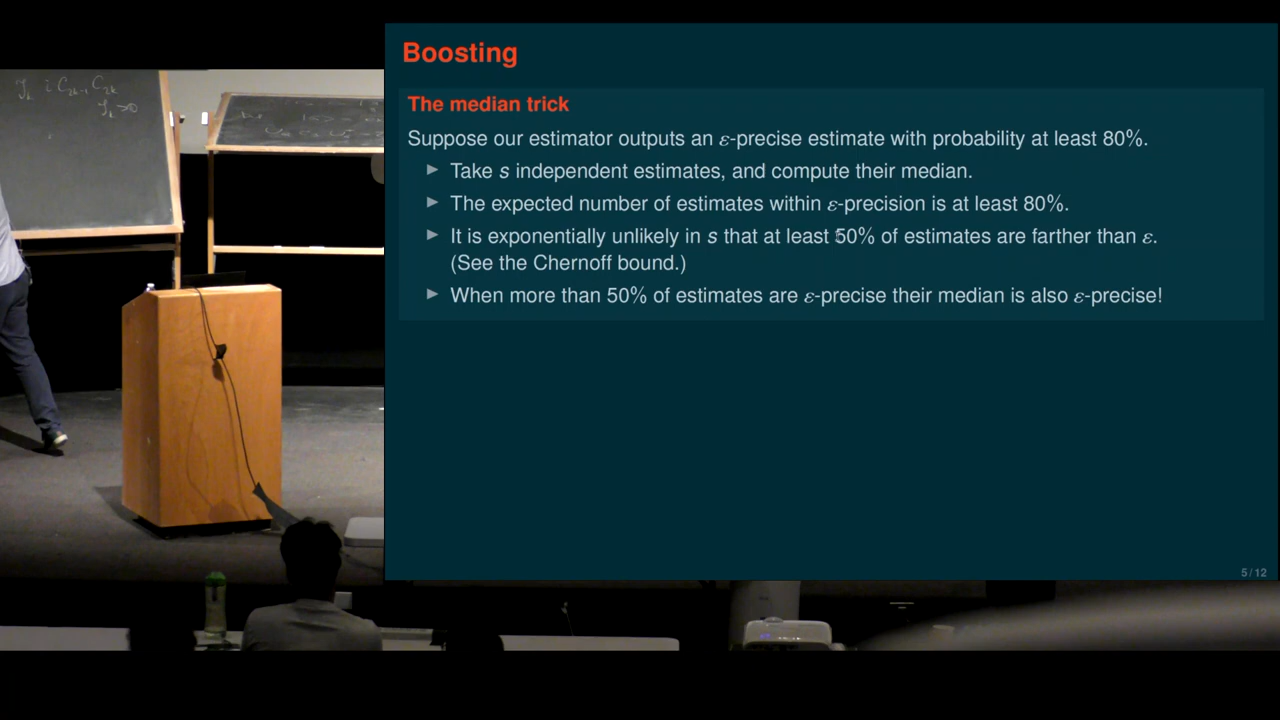 Boosting
The median trick
Suppose our estimator outputs an ε-precise estimate with probability at least 80%.
▶ Take s independent estimates, and compute their median.
▶ The expected number of estimates within ε-precision is at least 80%.
▶ It is exponentially unlikely in s that at least 50% of estimates are farther than ε.
(See the Chernoff bound.)
▶ When more than 50% of estimates are ε-precise their median is also ε-precise!
5 / 12